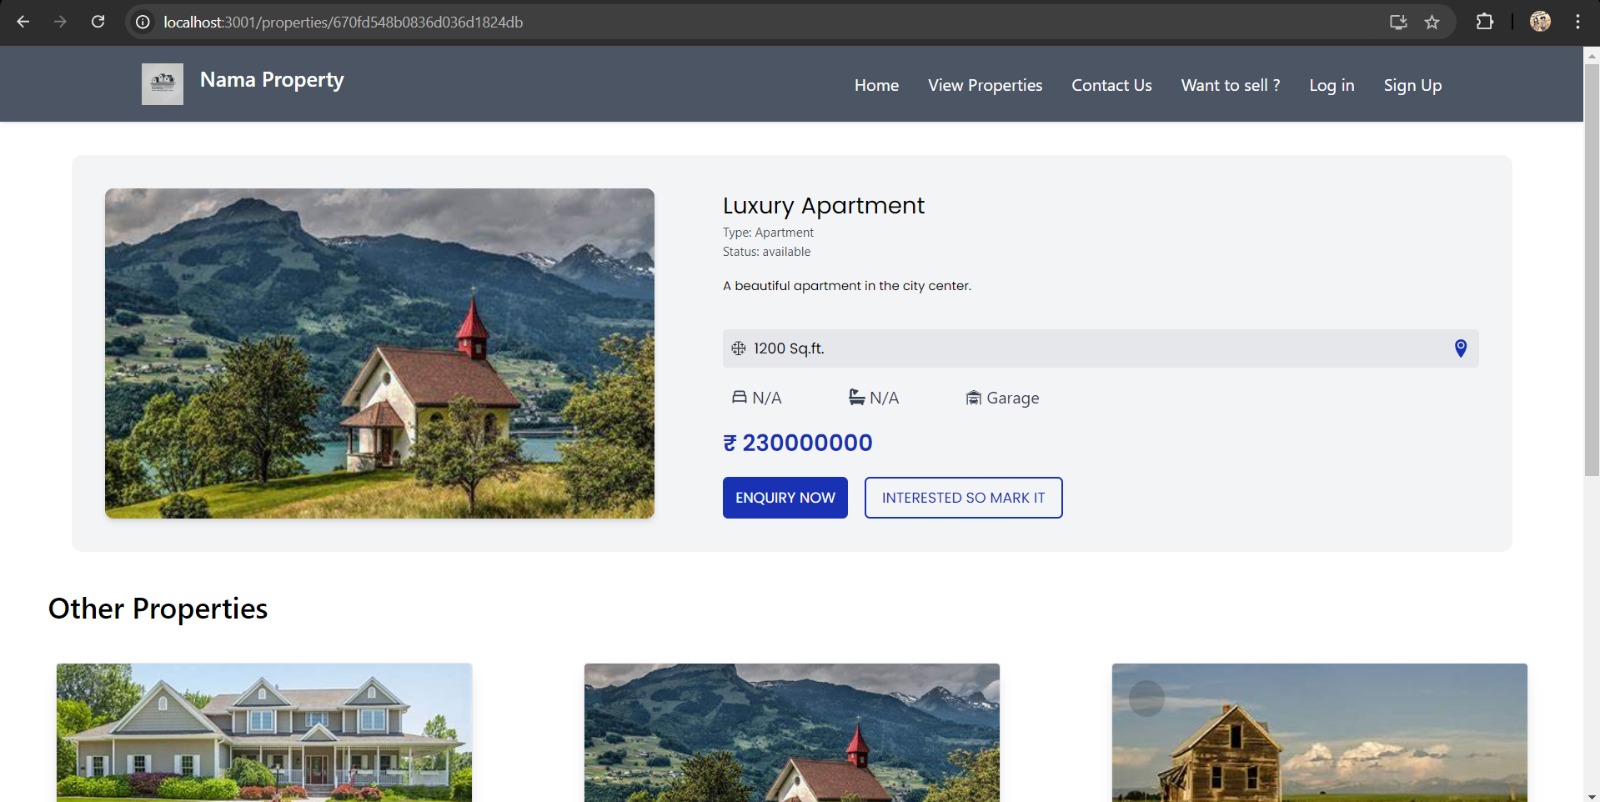 localhost:3001/properties/670fd548b0836d036d1824db
Nama Property
Home View Properties Contact Us Want to sell ? Log in Sign Up
Luxury Apartment
Type: Apartment
Status: available
A beautiful apartment in the city center.
1200 Sq.ft.
N/A N/A Garage
₹ 230000000
ENQUIRY NOW INTERESTED SO MARK IT
Other Properties